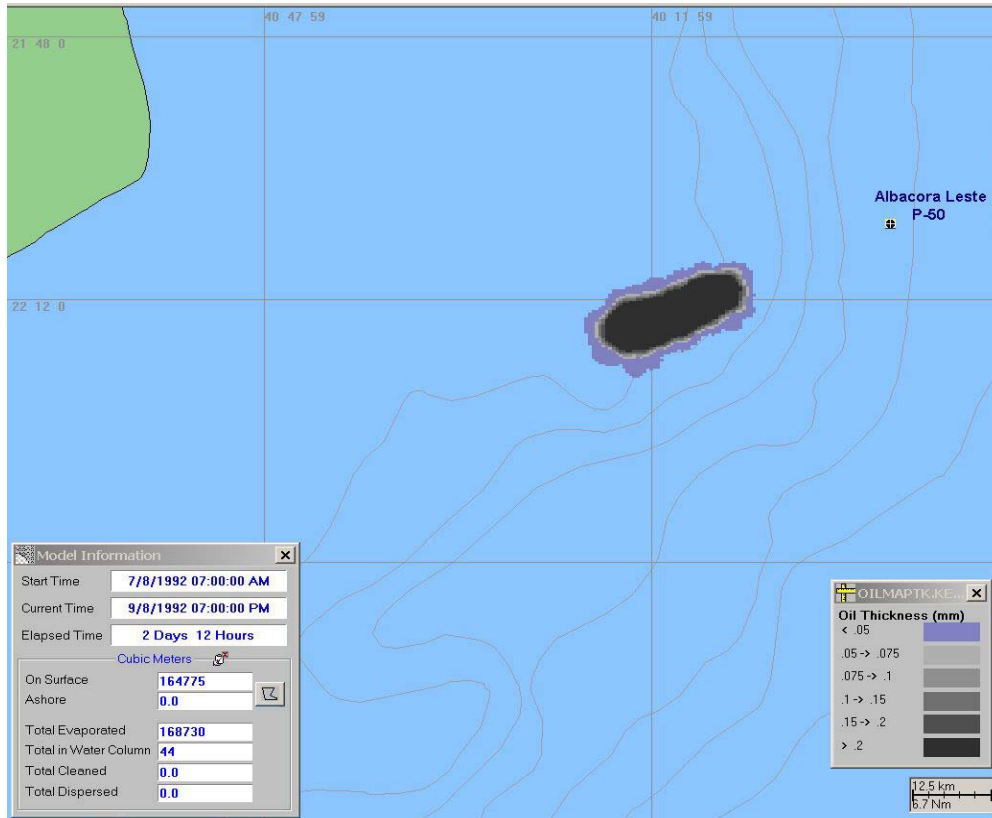 40 47 59
40 11 59
21 48 0
Albacora Leste
P-50
22 12 0
Model Information
Start Time 7/8/1992 07:00:00 AM
Current Time 9/8/1992 07:00:00 PM
Elapsed Time 2 Days 12 Hours
Cubic Meters
On Surface 164775
Ashore 0.0
Total Evaporated 168730
Total in Water Column 44
Total Cleaned 0.0
Total Dispersed 0.0
OILMAPTK.KE...
Oil Thickness (mm)
< .05
.05 -> .075
.075 -> .1
.1 -> .15
.15 -> .2
> .2
12.5 km
6.7 Nm